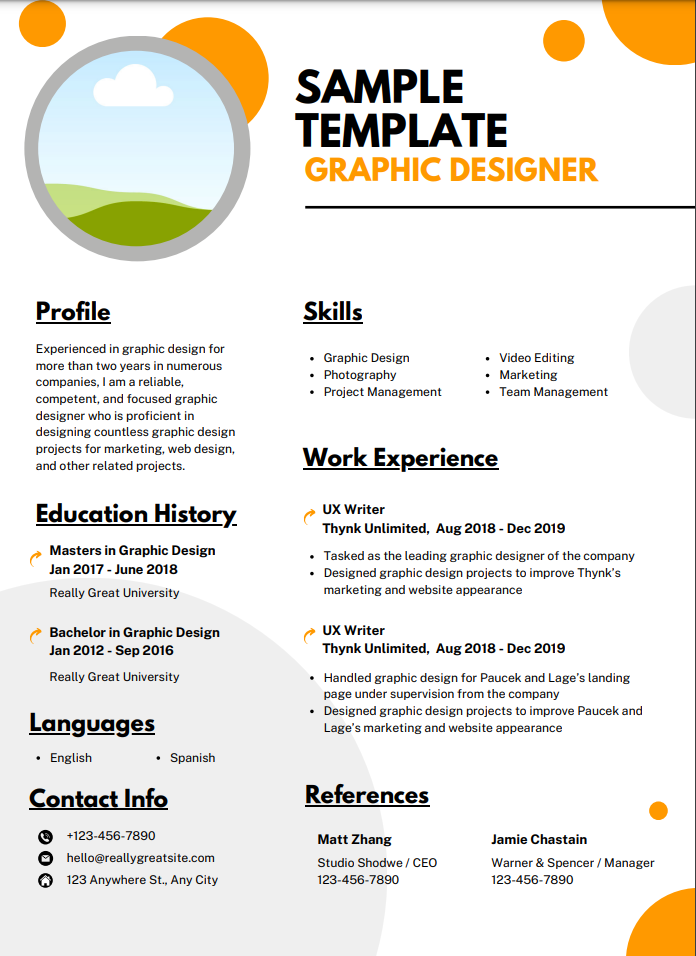 SAMPLE
TEMPLATE
GRAPHIC DESIGNER
Profile
Experienced in graphic design for
more than two years in numerous
companies, I am a reliable,
competent, and focused graphic
designer who is proficient in
designing countless graphic design
projects for marketing, web design,
and other related projects.
Education History
Masters in Graphic Design
Jan 2017 - June 2018
Really Great University
Bachelor in Graphic Design
Jan 2012 - Sep 2016
Really Great University
Languages
• English
• Spanish
Contact Info
+123-456-7890
hello@reallygreatsite.com
123 Anywhere St., Any City
Skills
• Graphic Design
• Photography
• Project Management
• Video Editing
• Marketing
• Team Management
Work Experience
UX Writer
Thynk Unlimited, Aug 2018 - Dec 2019
• Tasked as the leading graphic designer of the company
• Designed graphic design projects to improve Thynk's
marketing and website appearance
UX Writer
Thynk Unlimited, Aug 2018 - Dec 2019
• Handled graphic design for Paucek and Lage's landing
page under supervision from the company
• Designed graphic design projects to improve Paucek and
Lage's marketing and website appearance
References
Matt Zhang
Studio Shodwe / CEO
123-456-7890
Jamie Chastain
Warner & Spencer / Manager
123-456-7890